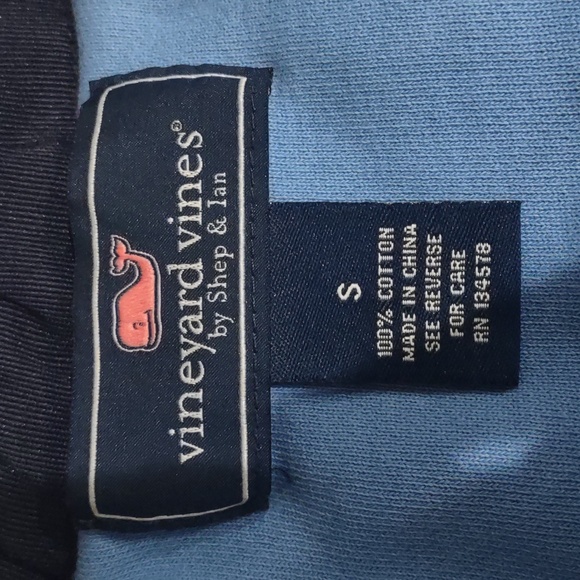 vineyard vines®
by Shep & Ian
S
100% COTTON
MADE IN CHINA
SEE REVERSE
FOR CARE
RN 134578